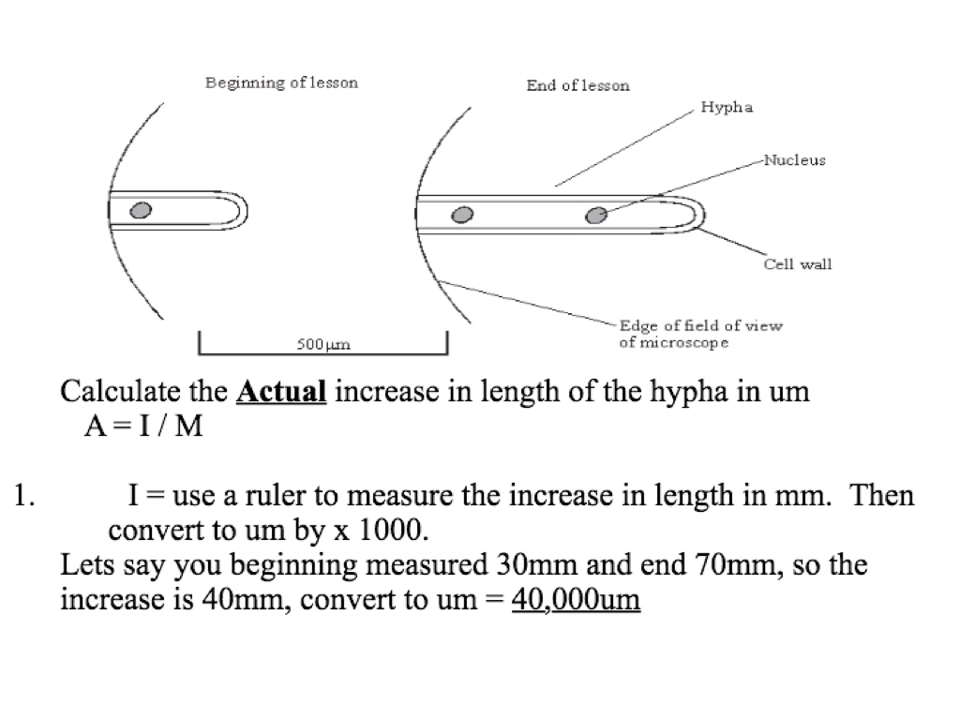 Beginning of lesson
End of lesson
Hypha
Nucleus
Cell wall
Edge of field of view
of microscope
500μm
Calculate the Actual increase in length of the hypha in um
A = I / M
1. I = use a ruler to measure the increase in length in mm. Then
convert to um by x 1000.
Lets say you beginning measured 30mm and end 70mm, so the
increase is 40mm, convert to um = 40,000um